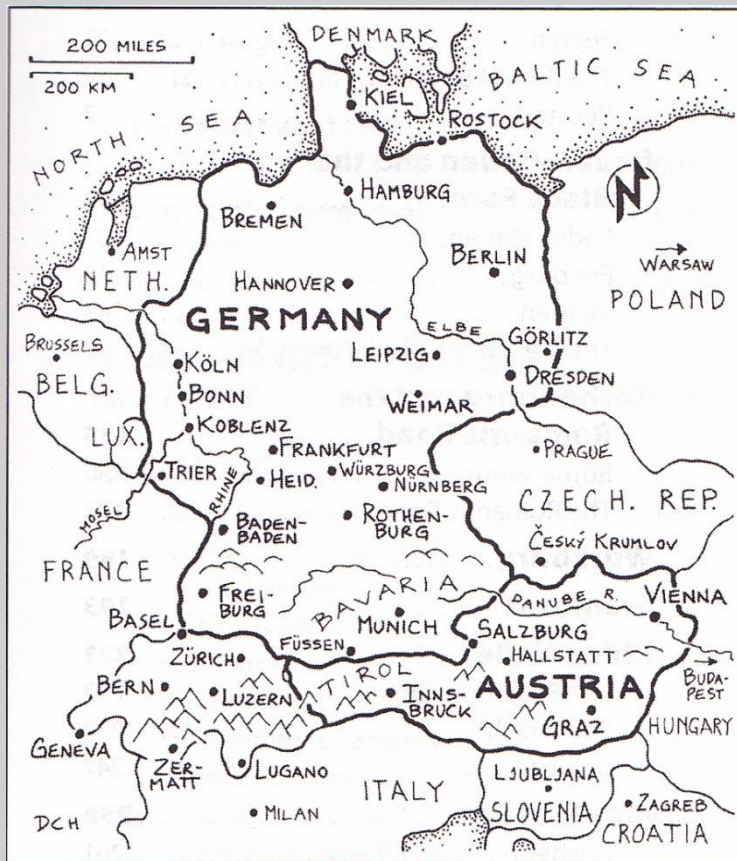 200 MILES
200 KM
DENMARK
BALTIC SEA
NORTH SEA
KIEL
ROSTOCK
HAMBURG
BREMEN
AMST
NETH.
BERLIN
WARSAW
POLAND
HANNOVER
GERMANY
ELBE
GÖRLITZ
BRUSSELS
BELG.
KÖLN
LEIPZIG
DRESDEN
BONN
WEIMAR
LUX.
KOBLENZ
FRANKFURT
PRAGUE
TRIER
RHINE
HEID.
WÜRZBURG
NÜRNBERG
CZECH. REP.
MOSEL
BADEN-
BADEN
ROTHEN-
BURG
ČESKÝ KRUMLOV
FRANCE
FREI-
BURG
BAVARIA
DANUBE R.
VIENNA
BASEL
MUNICH
FÜSSEN
SALZBURG
HALLSTATT
ZÜRICH
TIROL
BUDA-
PEST
BERN
LUZERN
INNS-
BRUCK
AUSTRIA
GRAZ
HUNGARY
GENEVA
ZER-
MATT
LUGANO
ITALY
LJUBLJANA
SLOVENIA
MILAN
ZAGREB
CROATIA
DCH
N